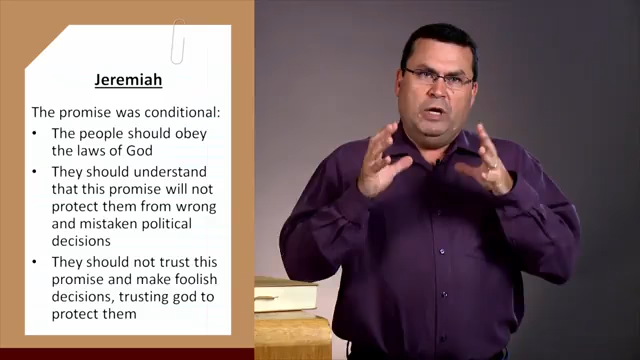 Jeremiah
The promise was conditional:
• The people should obey
the laws of God
• They should understand
that this promise will not
protect them from wrong
and mistaken political
decisions
• They should not trust this
promise and make foolish
decisions, trusting god to
protect them